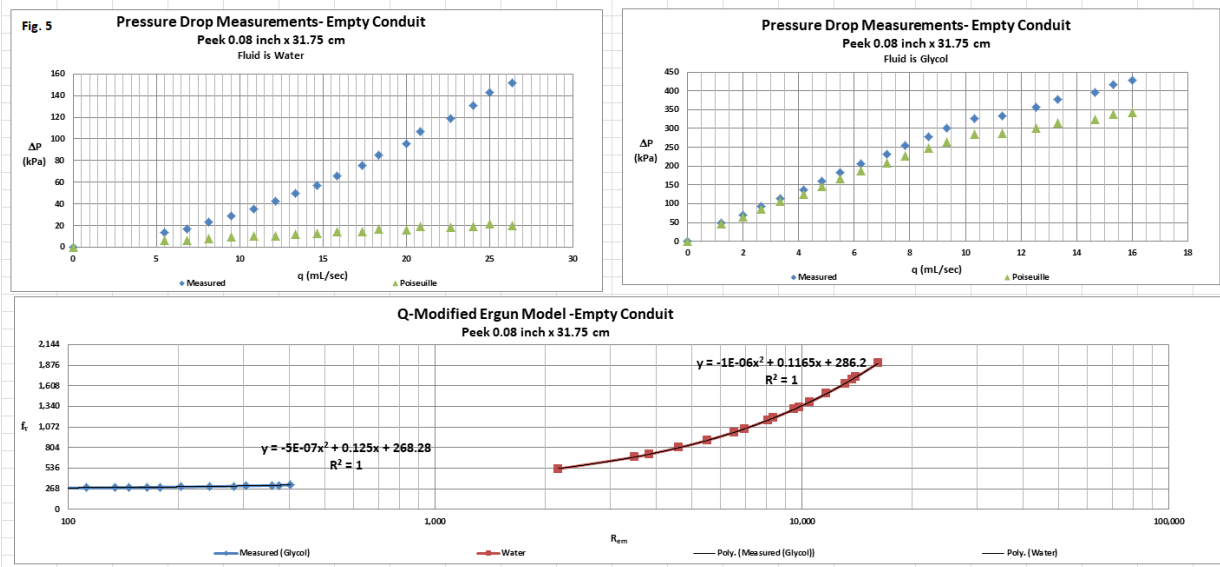 Fig. 5
Pressure Drop Measurements- Empty Conduit
Peek 0.08 inch x 31.75 cm
Fluid is Water
160
140
120
100
80
60
40
20
0
ΔP
(kPa)
0 5 10 15 20 25 30
q (mL/sec)
Measured Poiseuille
Pressure Drop Measurements- Empty Conduit
Peek 0.08 inch x 31.75 cm
Fluid is Glycol
450
400
350
300
250
200
150
100
50
0
ΔP
(kPa)
0 2 4 6 8 10 12 14 16 18
q (mL/sec)
Measured Poiseuille
Q-Modified Ergun Model -Empty Conduit
Peek 0.08 inch x 31.75 cm
2,144
1,876
1,608
1,340
1,072
804
536
268
0
fv
y = -1E-06x² + 0.1165x + 286.2
R² = 1
y = -5E-07x² + 0.125x + 268.28
R² = 1
100 1,000 10,000 100,000
Rem
Measured (Glycol) Water Poly. (Measured (Glycol)) Poly. (Water)